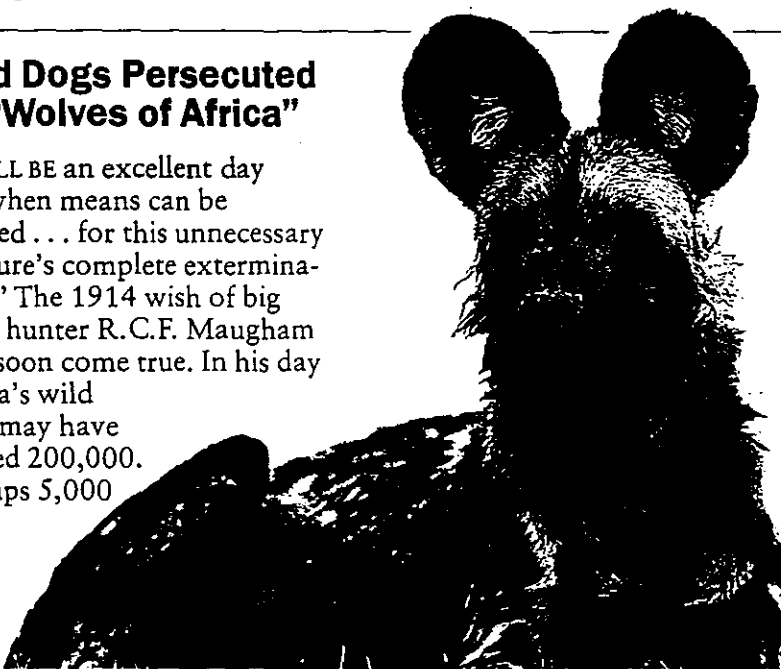 d Dogs Persecuted
Wolves of Africa”
LL BE an excellent day
when means can be
ed . . . for this unnecessary
ure's complete extermina-
” The 1914 wish of big
hunter R.C.F. Maugham
soon come true. In his day
a's wild
may have
ed 200,000.
ps 5,000